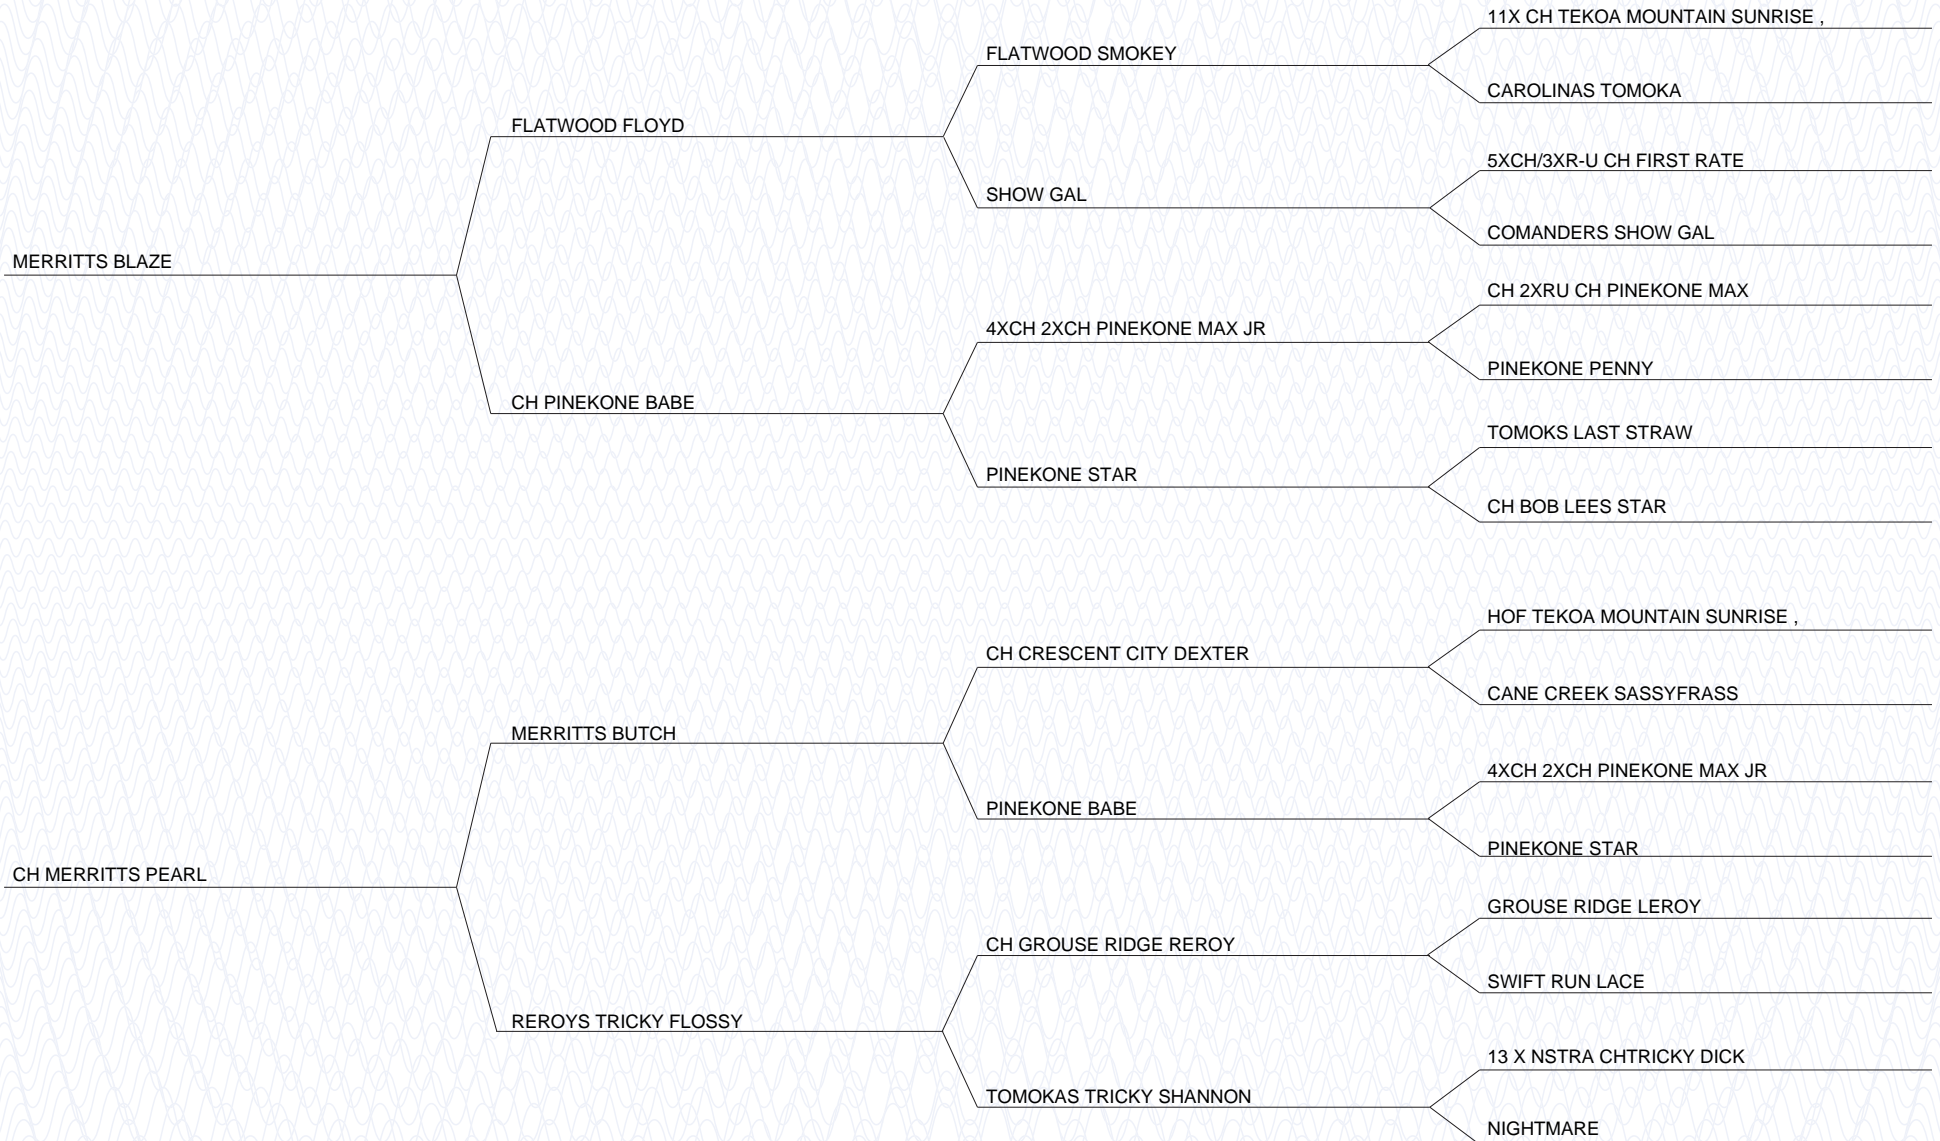 11X CH TEKOA MOUNTAIN SUNRISE ,
FLATWOOD SMOKEY
CAROLINAS TOMOKA
FLATWOOD FLOYD
5XCH/3XR-U CH FIRST RATE
SHOW GAL
COMANDERS SHOW GAL
MERRITTS BLAZE
CH 2XRU CH PINEKONE MAX
4XCH 2XCH PINEKONE MAX JR
PINEKONE PENNY
CH PINEKONE BABE
TOMOKS LAST STRAW
PINEKONE STAR
CH BOB LEES STAR
HOF TEKOA MOUNTAIN SUNRISE ,
CH CRESCENT CITY DEXTER
CANE CREEK SASSYFRASS
MERRITTS BUTCH
4XCH 2XCH PINEKONE MAX JR
PINEKONE BABE
PINEKONE STAR
CH MERRITTS PEARL
GROUSE RIDGE LEROY
CH GROUSE RIDGE REROY
SWIFT RUN LACE
REROYS TRICKY FLOSSY
13 X NSTRA CHTRICKY DICK
TOMOKAS TRICKY SHANNON
NIGHTMARE